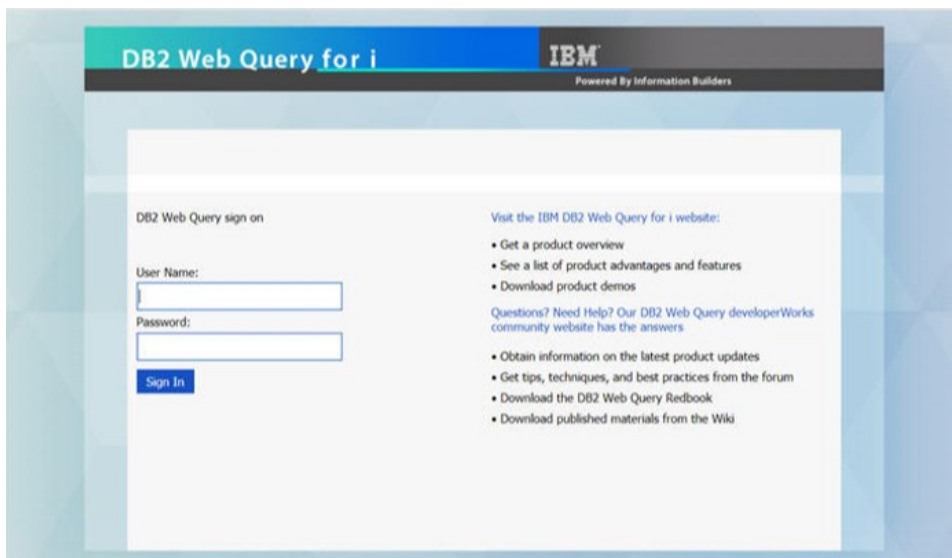 DB2 Web Query for i
IBM
Powered By Information Builders
DB2 Web Query sign on
User Name:
Password:
Sign In
Visit the IBM DB2 Web Query for i website:
• Get a product overview
• See a list of product advantages and features
• Download product demos
Questions? Need Help? Our DB2 Web Query developerWorks
community website has the answers
• Obtain information on the latest product updates
• Get tips, techniques, and best practices from the forum
• Download the DB2 Web Query Redbook
• Download published materials from the Wiki